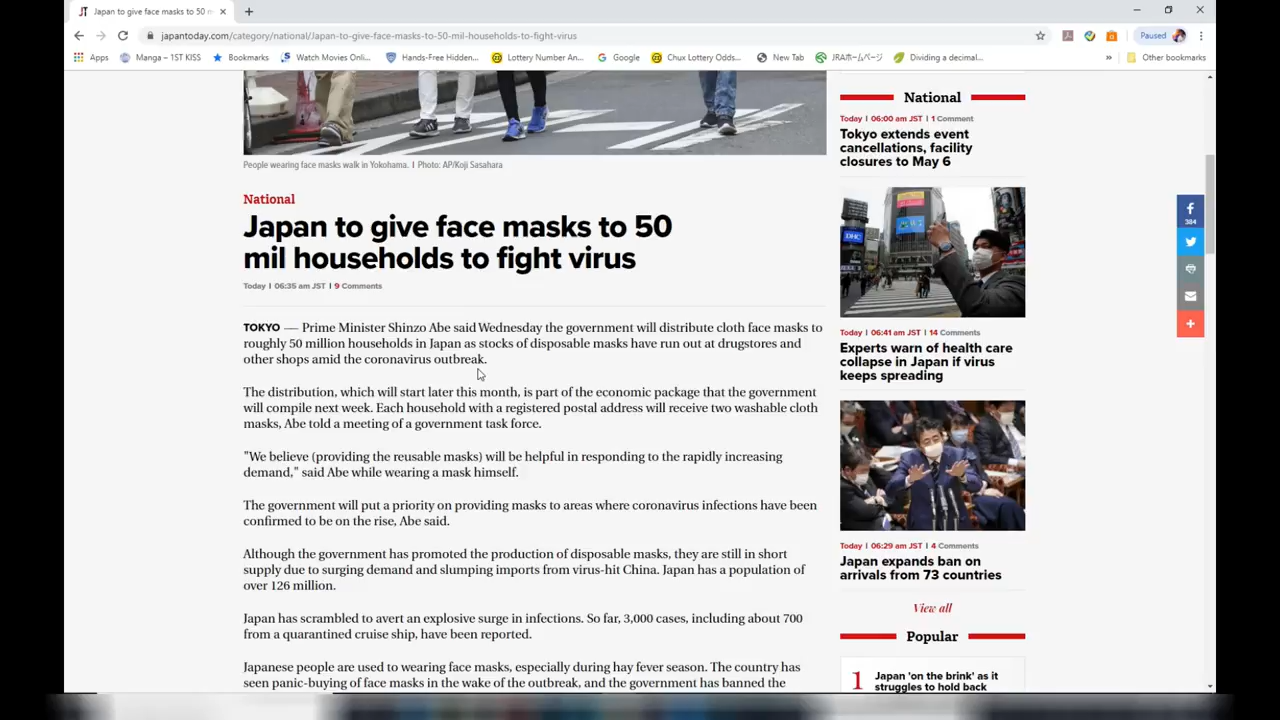 Japan to give face masks to 50 m
japantoday.com/category/national/Japan-to-give-face-masks-to-50-mil-households-to-fight-virus
Paused
Apps
Manga – 1ST KISS
Bookmarks
Watch Movies Onli...
Hands-Free Hidden...
Lottery Number An...
Google
Chux Lottery Odds...
New Tab
JRAホームページ
Dividing a decimal...
»
Other bookmarks
People wearing face masks walk in Yokohama. | Photo: AP/Koji Sasahara
National
Japan to give face masks to 50
mil households to fight virus
Today | 06:35 am JST | 9 Comments
TOKYO — Prime Minister Shinzo Abe said Wednesday the government will distribute cloth face masks to
roughly 50 million households in Japan as stocks of disposable masks have run out at drugstores and
other shops amid the coronavirus outbreak.
The distribution, which will start later this month, is part of the economic package that the government
will compile next week. Each household with a registered postal address will receive two washable cloth
masks, Abe told a meeting of a government task force.
"We believe (providing the reusable masks) will be helpful in responding to the rapidly increasing
demand," said Abe while wearing a mask himself.
The government will put a priority on providing masks to areas where coronavirus infections have been
confirmed to be on the rise, Abe said.
Although the government has promoted the production of disposable masks, they are still in short
supply due to surging demand and slumping imports from virus-hit China. Japan has a population of
over 126 million.
Japan has scrambled to avert an explosive surge in infections. So far, 3,000 cases, including about 700
from a quarantined cruise ship, have been reported.
Japanese people are used to wearing face masks, especially during hay fever season. The country has
seen panic-buying of face masks in the wake of the outbreak, and the government has banned the
National
Today | 06:00 am JST | 1 Comment
Tokyo extends event
cancellations, facility
closures to May 6
DHC
Today | 06:41 am JST | 14 Comments
Experts warn of health care
collapse in Japan if virus
keeps spreading
Today | 06:29 am JST | 4 Comments
Japan expands ban on
arrivals from 73 countries
View all
Popular
1 Japan 'on the brink' as it
struggles to hold back
384